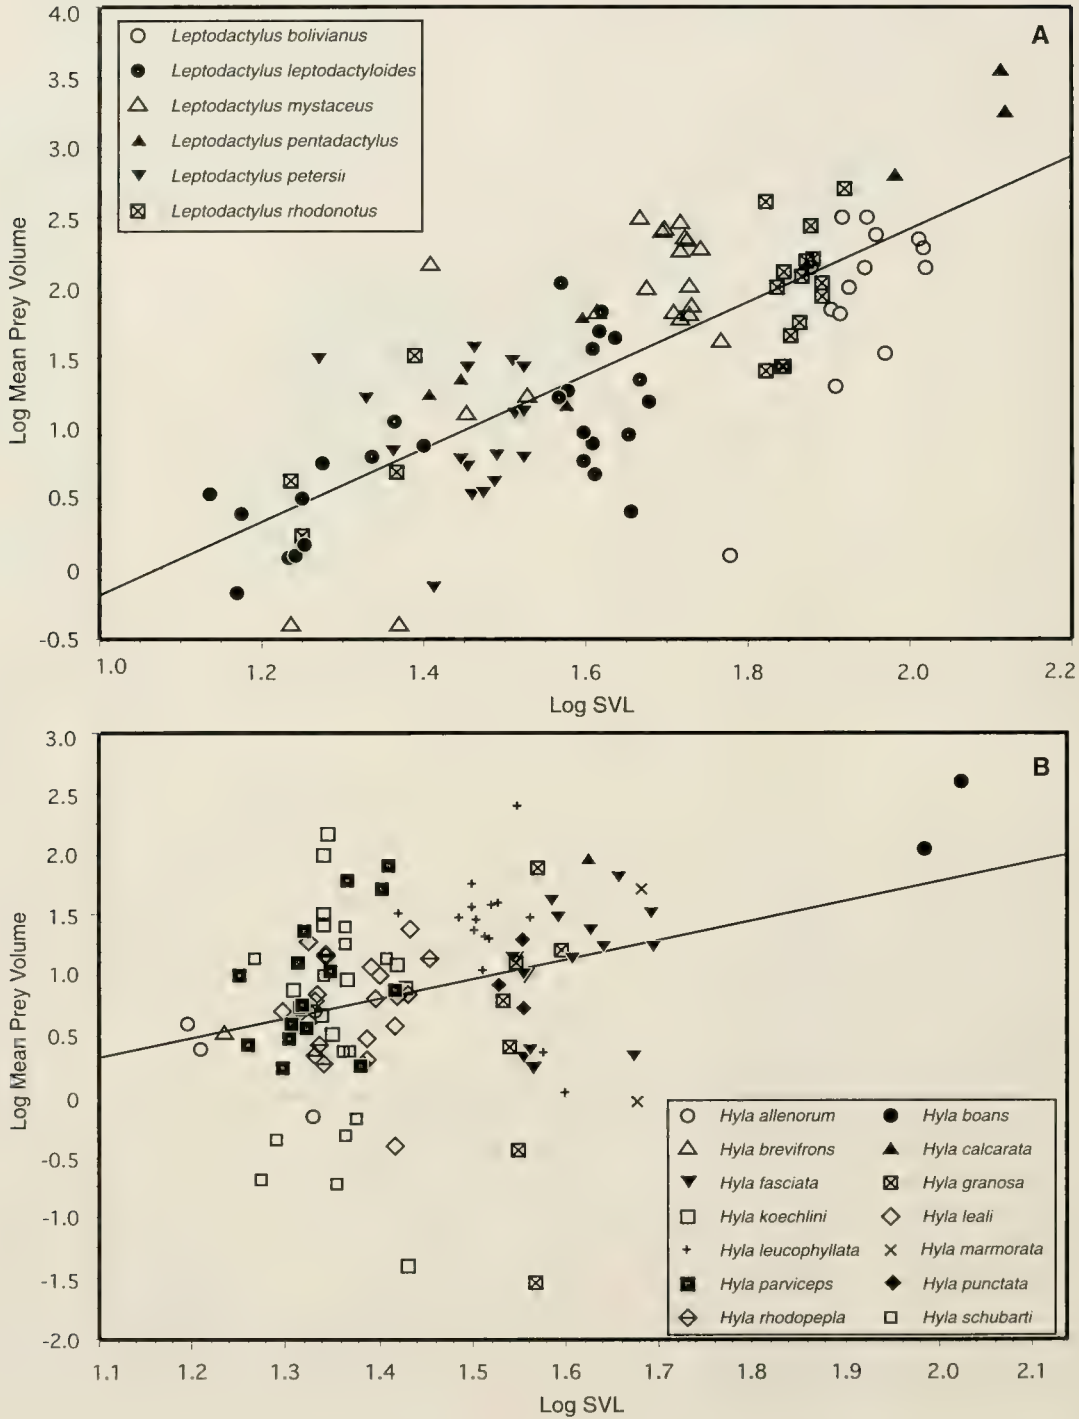 A
Leptodactylus bolivianus
Leptodactylus leptodactyloides
Leptodactylus mystaceus
Leptodactylus pentadactylus
Leptodactylus petersii
Leptodactylus rhodonotus
Log Mean Prey Volume
4.0
3.5
3.0
2.5
2.0
1.5
1.0
0.5
0
-0.5
1.0 1.2 1.4 1.6 1.8 2.0 2.2
Log SVL
B
Log Mean Prey Volume
3.0
2.5
2.0
1.5
1.0
0.5
0
-0.5
-1.0
-1.5
-2.0
Hyla allenorum Hyla boans
Hyla brevifrons Hyla calcarata
Hyla fasciata Hyla granosa
Hyla koechlini Hyla leali
Hyla leucophyllata Hyla marmorata
Hyla parviceps Hyla punctata
Hyla rhodopepla Hyla schubarti
1.1 1.2 1.3 1.4 1.5 1.6 1.7 1.8 1.9 2.0 2.1
Log SVL